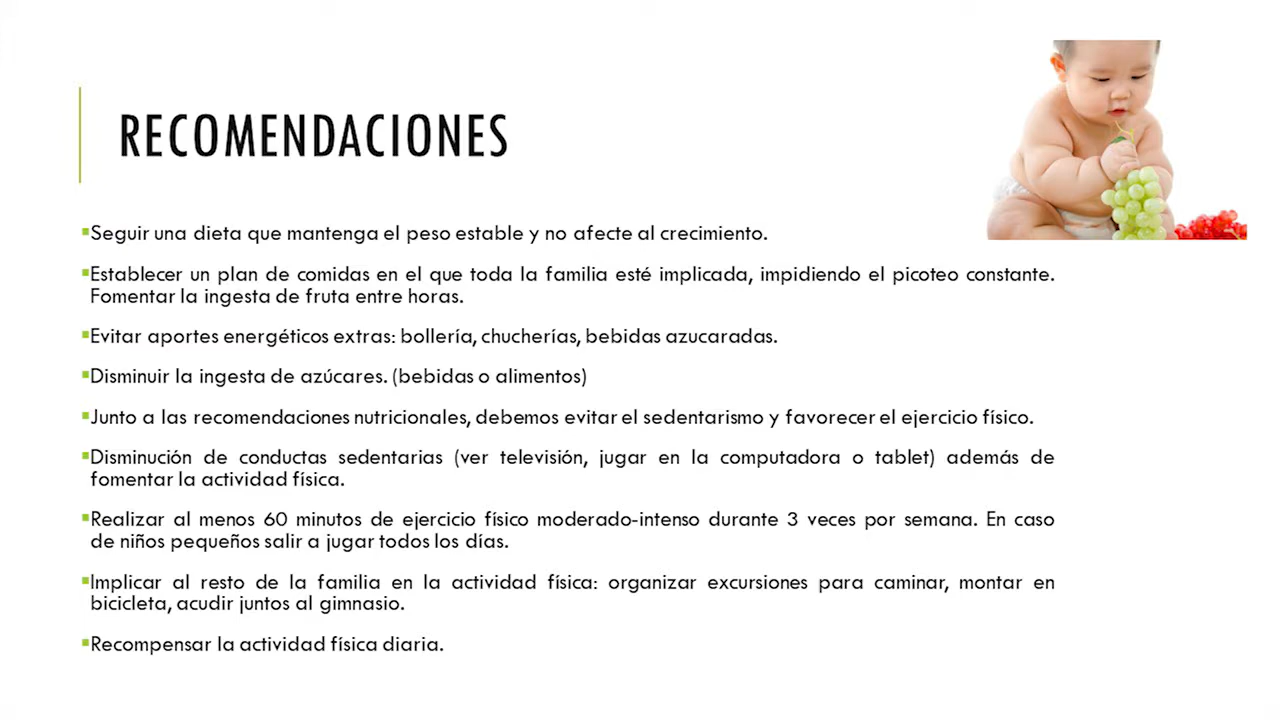 RECOMENDACIONES
▪Seguir una dieta que mantenga el peso estable y no afecte al crecimiento.
▪Establecer un plan de comidas en el que toda la familia esté implicada, impidiendo el picoteo constante.
Fomentar la ingesta de fruta entre horas.
▪Evitar aportes energéticos extras: bollería, chucherías, bebidas azucaradas.
▪Disminuir la ingesta de azúcares. (bebidas o alimentos)
▪Junto a las recomendaciones nutricionales, debemos evitar el sedentarismo y favorecer el ejercicio físico.
▪Disminución de conductas sedentarias (ver televisión, jugar en la computadora o tablet) además de
fomentar la actividad física.
▪Realizar al menos 60 minutos de ejercicio físico moderado-intenso durante 3 veces por semana. En caso
de niños pequeños salir a jugar todos los días.
▪Implicar al resto de la familia en la actividad física: organizar excursiones para caminar, montar en
bicicleta, acudir juntos al gimnasio.
▪Recompensar la actividad física diaria.